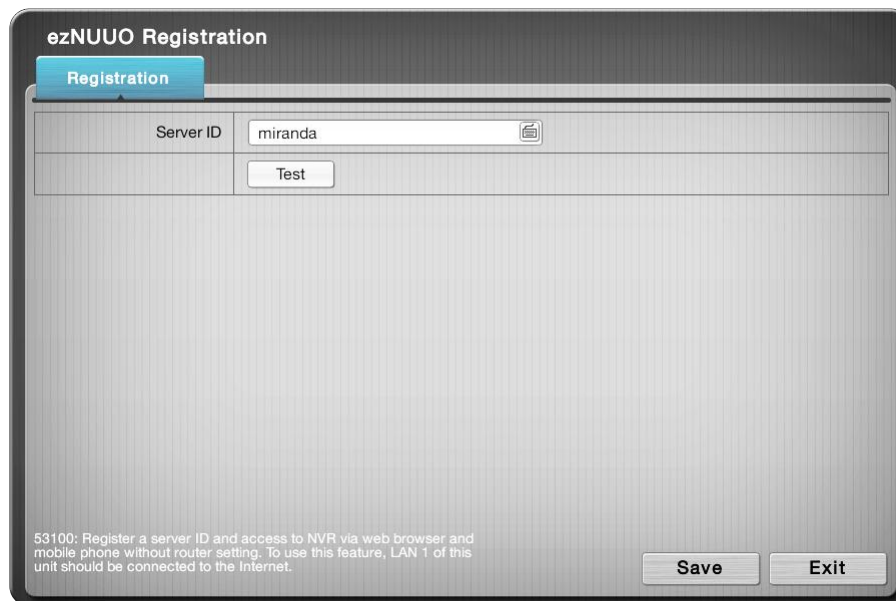 ezNUUO Registration
Registration
Server ID
miranda
Test
53100: Register a server ID and access to NVR via web browser and
mobile phone without router setting. To use this feature, LAN 1 of this
unit should be connected to the Internet.
Save
Exit